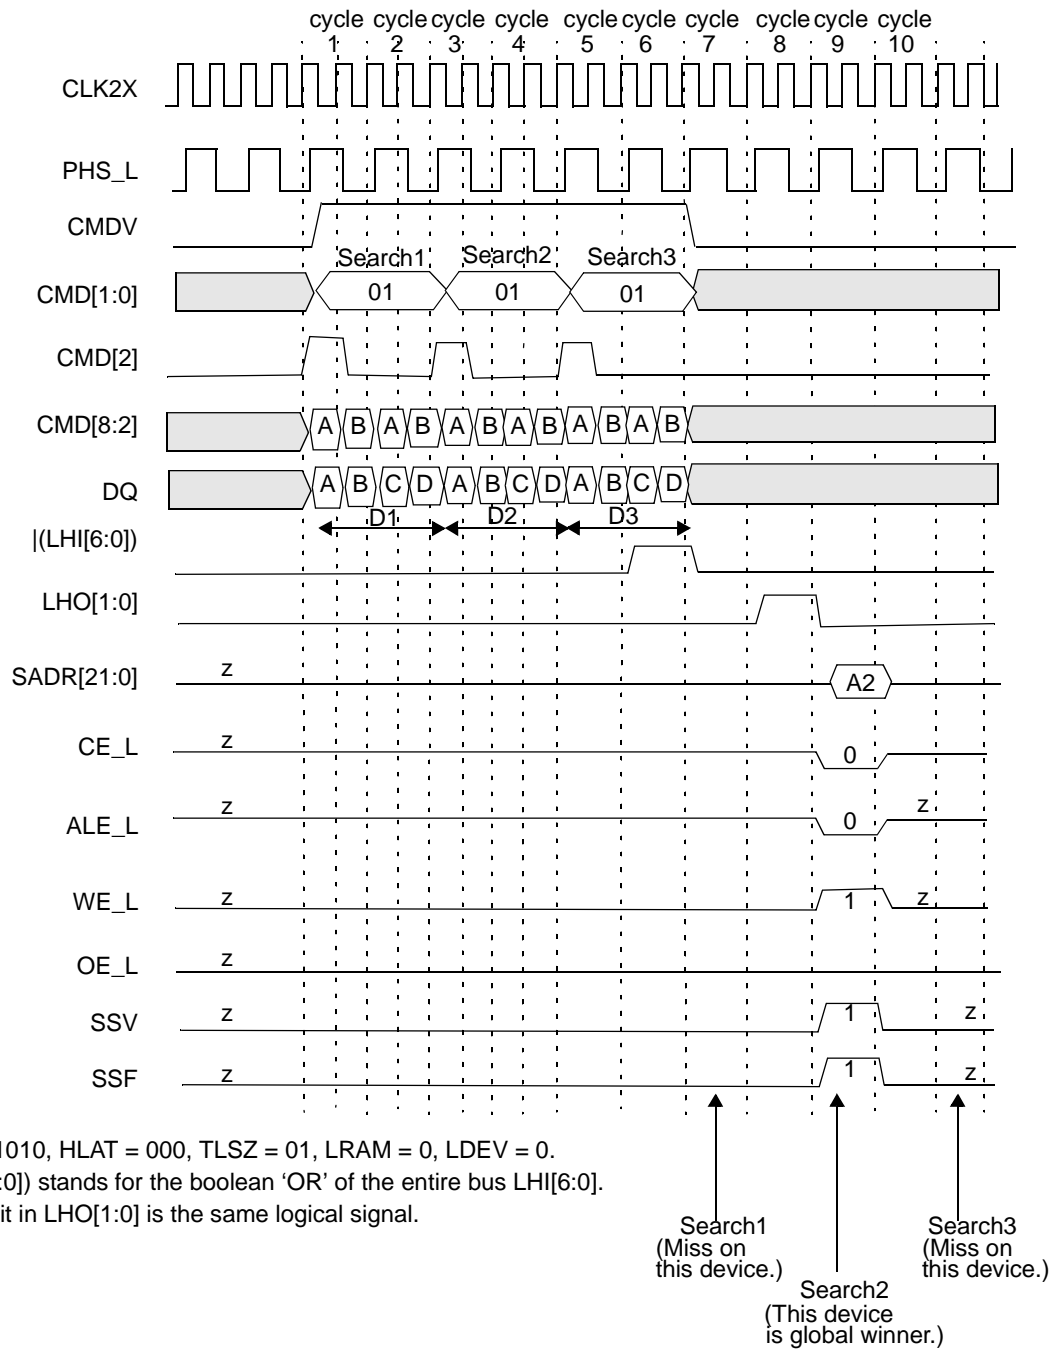 cycle cycle cycle cycle cycle cycle cycle cycle cycle cycle
1 2 3 4 5 6 7 8 9 10
CLK2X
PHS_L
CMDV
Search1 Search2 Search3
CMD[1:0] 01 01 01
CMD[2]
CMD[8:2] A B A B A B A B A B A B
DQ A B C D A B C D A B C D
D1 D2 D3
|(LHI[6:0])
LHO[1:0]
SADR[21:0] z A2
CE_L z 0
ALE_L z 0 z
WE_L z 1 z
OE_L z
SSV z 1 z
SSF z 1 z
1010, HLAT = 000, TLSZ = 01, LRAM = 0, LDEV = 0.
:0]) stands for the boolean ‘OR’ of the entire bus LHI[6:0].
it in LHO[1:0] is the same logical signal.
Search1
(Miss on
this device.)
Search2
(This device
is global winner.)
Search3
(Miss on
this device.)